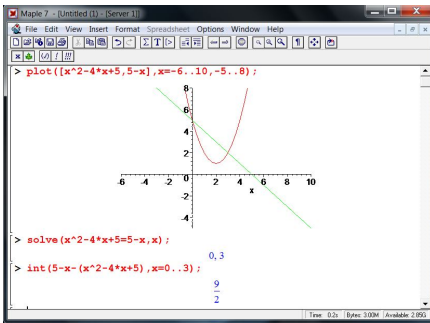 Maple 7 - [Untitled (1) - [Server 1]]
File Edit View Insert Format Spreadsheet Options Window Help
> plot([x^2-4*x+5,5-x],x=-6..10,-5..8);
8
6
4
2
-6 -4 -2 0 2 4 6 8 10
x
-2
-4
> solve(x^2-4*x+5=5-x,x);
0, 3
> int(5-x-(x^2-4*x+5),x=0..3);
9
2
Time: 0.2s Bytes: 3.00M Available: 2.85G